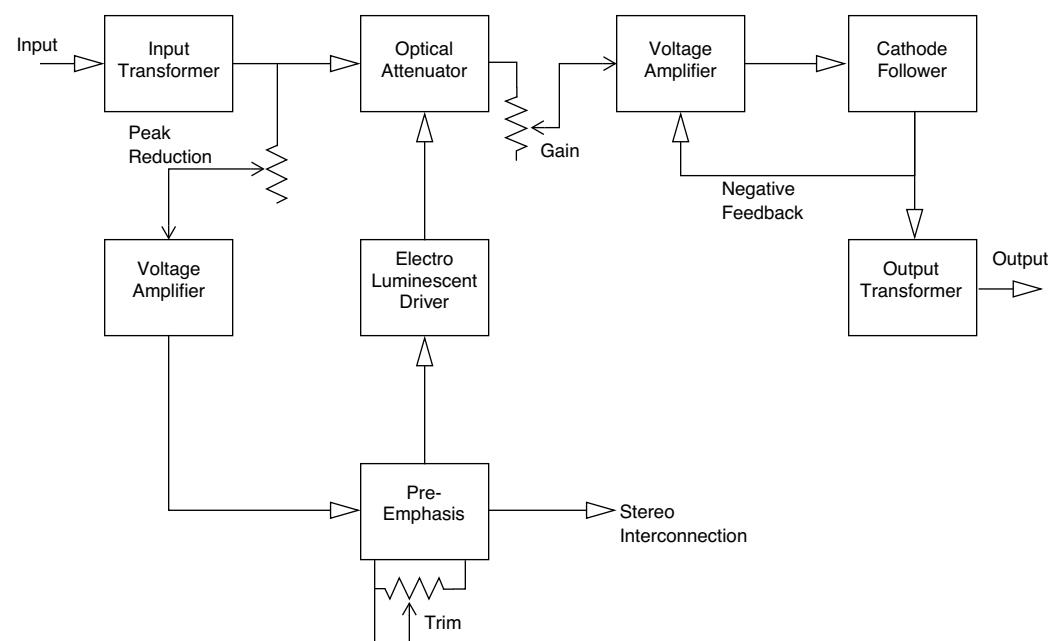 Input
Input
Transformer
Optical
Attenuator
Voltage
Amplifier
Cathode
Follower
Peak
Reduction
Gain
Negative
Feedback
Voltage
Amplifier
Electro
Luminescent
Driver
Output
Transformer
Output
Pre-
Emphasis
Stereo
Interconnection
Trim